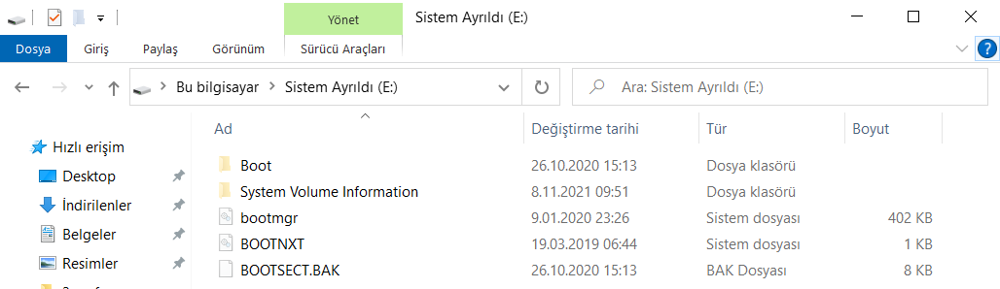 Yönet
Sistem Ayrıldı (E:)
Dosya
Giriş
Paylaş
Görünüm
Sürücü Araçları
Bu bilgisayar
Sistem Ayrıldı (E:)
Ara: Sistem Ayrıldı (E:)
Ad
Değiştirme tarihi
Tür
Boyut
Hızlı erişim
Desktop
İndirilenler
Belgeler
Resimler
Boot 26.10.2020 15:13 Dosya klasörü
System Volume Information 8.11.2021 09:51 Dosya klasörü
bootmgr 9.01.2020 23:26 Sistem dosyası 402 KB
BOOTNXT 19.03.2019 06:44 Sistem dosyası 1 KB
BOOTSECT.BAK 26.10.2020 15:13 BAK Dosyası 8 KB